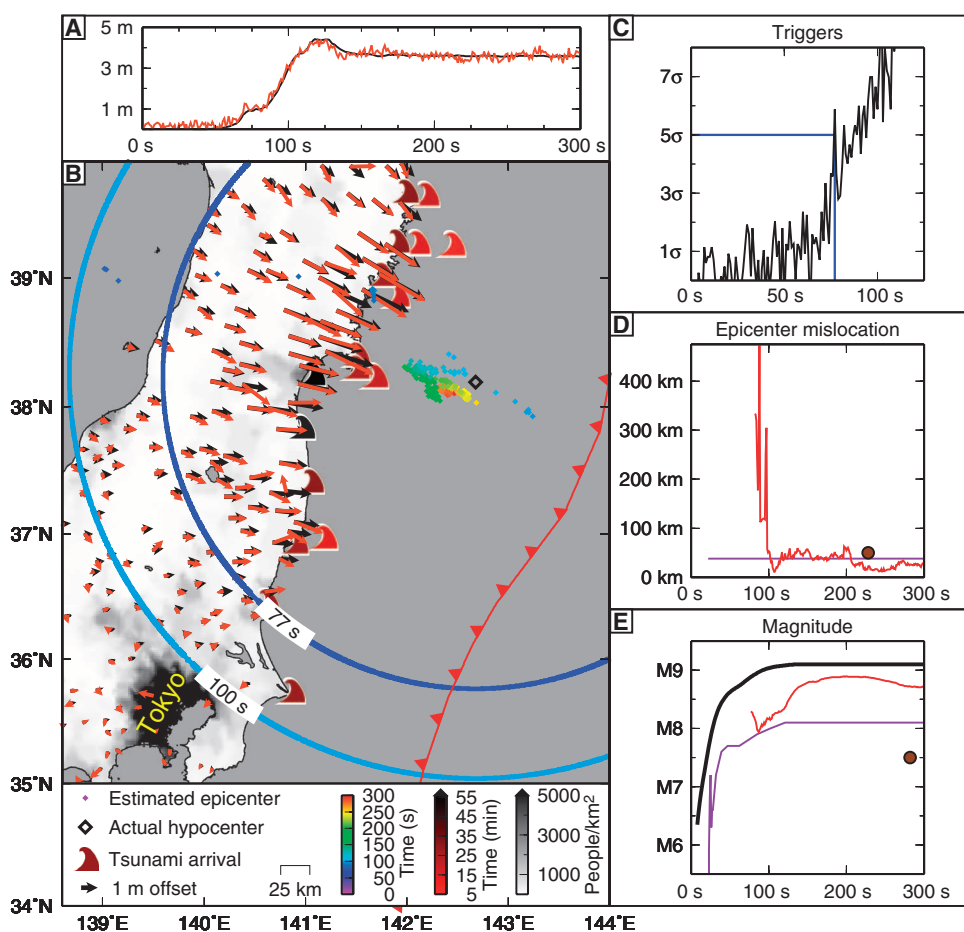 A
5 m
3 m
1 m
0 s
100 s
200 s
300 s
B
39˚N
38˚N
37˚N
36˚N
35˚N
34˚N
77 s
100 s
Tokyo
Estimated epicenter
Actual hypocenter
Tsunami arrival
1 m offset
25 km
300
250
200
150
100
50
0
Time (s)
55
45
35
25
15
5
Time (min)
5000
3000
1000
People/km²
139˚E
140˚E
141˚E
142˚E
143˚E
144˚E
C
Triggers
7σ
5σ
3σ
1σ
0 s
50 s
100 s
D
Epicenter mislocation
400 km
300 km
200 km
100 km
0 km
0 s
100 s
200 s
300 s
E
Magnitude
M9
M8
M7
M6
0 s
100 s
200 s
300 s